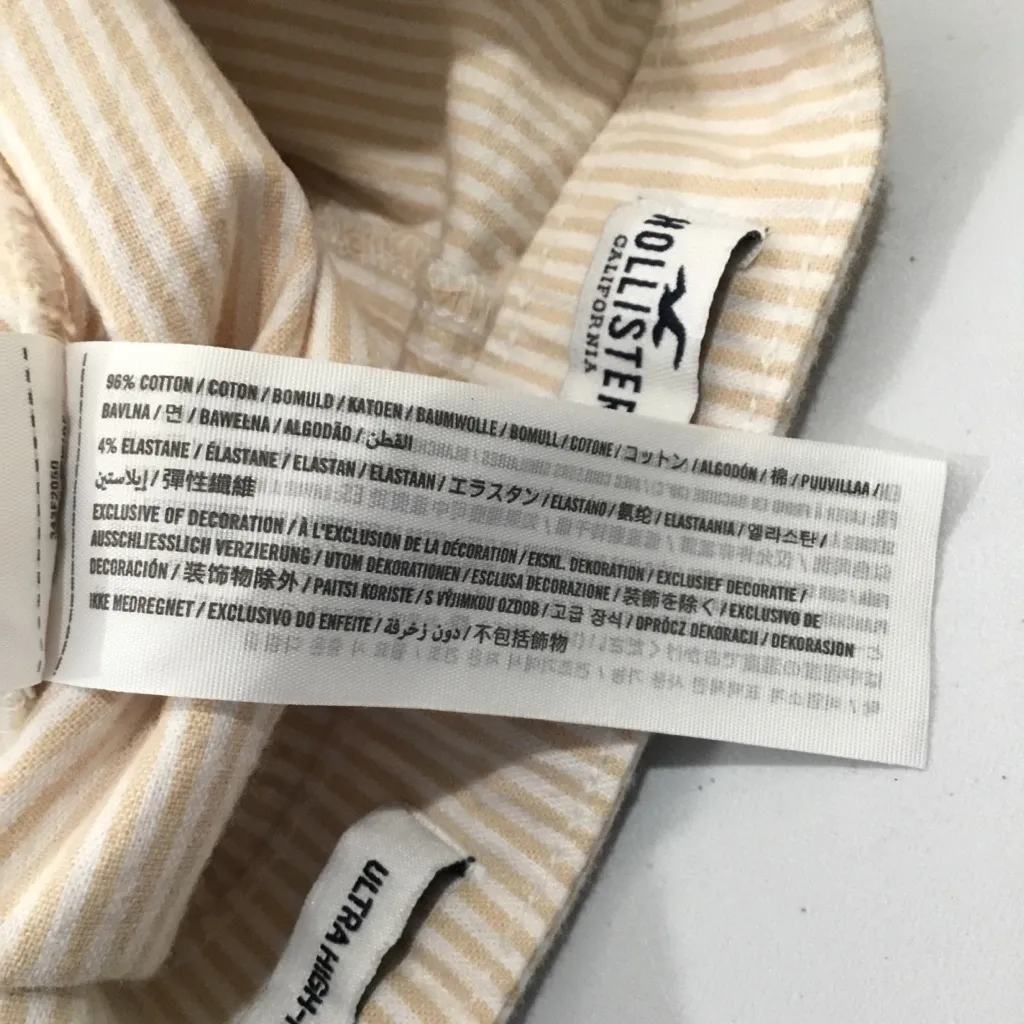 HOLLISTER
CALIFORNIA
96% COTTON / COTON / BOMULD / KATOEN / BAUMWOLLE / BOMULL / COTONE / コットン / ALGODÓN / 棉 / PUUVILLAA /
BAVLNA / 면 / BAWEŁNA / ALGODÃO / القطن
4% ELASTANE / ÉLASTANE / ELASTAN / ELASTAAN / エラスタン / ELASTANO / 氨纶 / ELASTAANIA / 엘라스탄 /
إيلاستين / 彈性纖維
EXCLUSIVE OF DECORATION / À L'EXCLUSION DE LA DÉCORATION / EKSKL. DEKORATION / EXCLUSIEF DECORATIE /
AUSSCHLIESSLICH VERZIERUNG / UTOM DEKORATIONEN / ESCLUSA DECORAZIONE / 装飾を除く / EXCLUSIVO DE
DECORACIÓN / 装饰物除外 / PAITSI KORISTE / S VÝJIMKOU OZDOB / 고급 장식 / OPRÓCZ DEKORACJI / DEKORASJON
IKKE MEDREGNET / EXCLUSIVO DO ENFEITE / دون زخرفة / 不包括飾物
ULTRA HIGH-